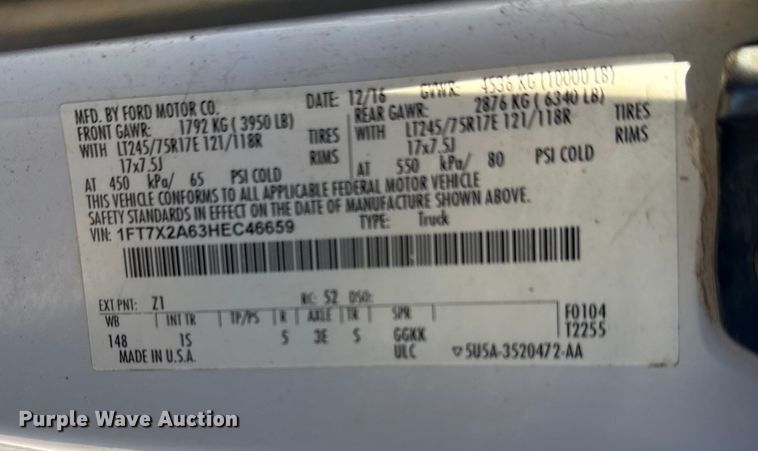 MFD. BY FORD MOTOR CO. DATE: 12/16 GVWR: 4536 KG (10000 LB)
FRONT GAWR: 1792 KG ( 3950 LB) REAR GAWR: 2876 KG ( 6340 LB)
WITH LT245/75R17E 121/118R TIRES WITH LT245/75R17E 121/118R TIRES
17x7.5J RIMS 17x7.5J RIMS
AT 450 kPa/ 65 PSI COLD AT 550 kPa/ 80 PSI COLD
THIS VEHICLE CONFORMS TO ALL APPLICABLE FEDERAL MOTOR VEHICLE
SAFETY STANDARDS IN EFFECT ON THE DATE OF MANUFACTURE SHOWN ABOVE.
VIN: 1FT7X2A63HEC46659 TYPE: Truck
EXT PNT: Z1 RC: 52 DSO:
WB INT TR TP/PS R AXLE TR SPR F0104
148 IS 5 3E S GGKK T2255
MADE IN U.S.A. ULC ▽5U5A-3520472-AA
Purple Wave Auction